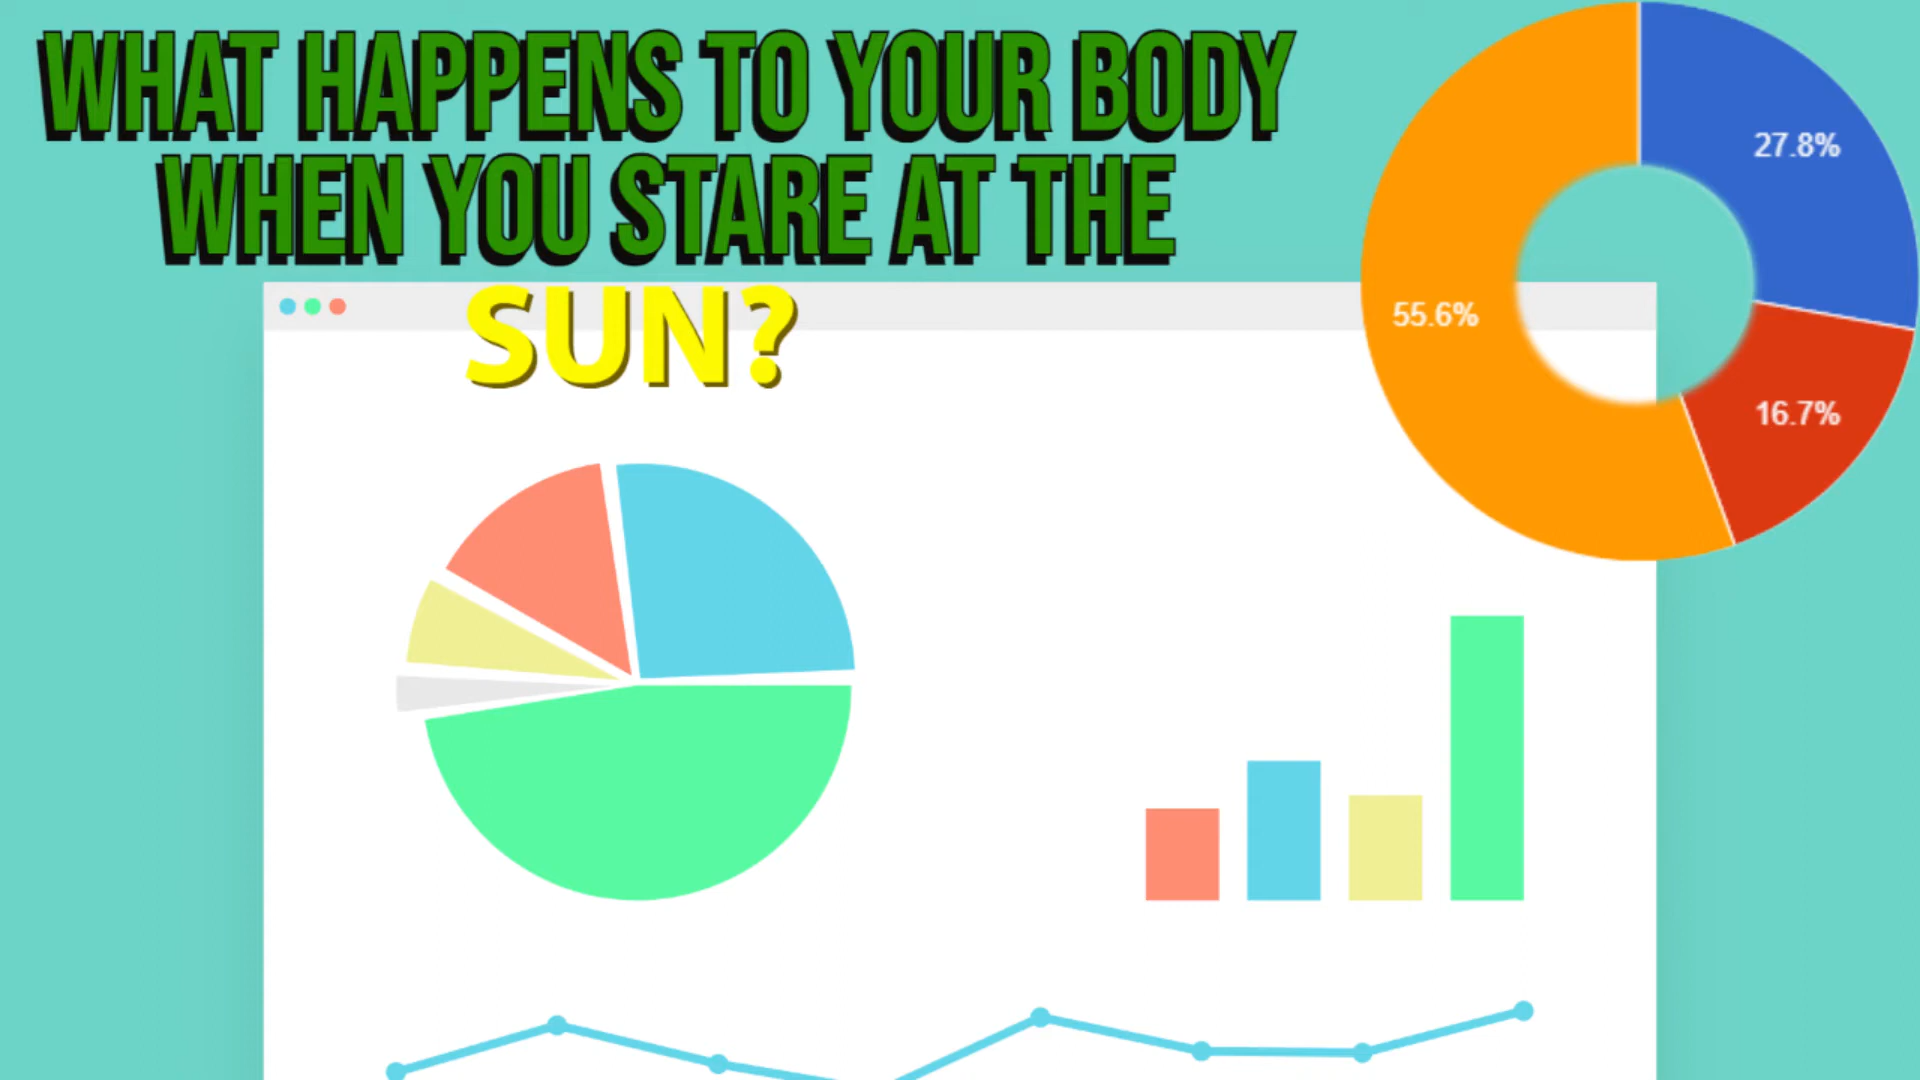 WHAT HAPPENS TO YOUR BODY
WHEN YOU STARE AT THE
SUN?
27.8%
55.6%
16.7%